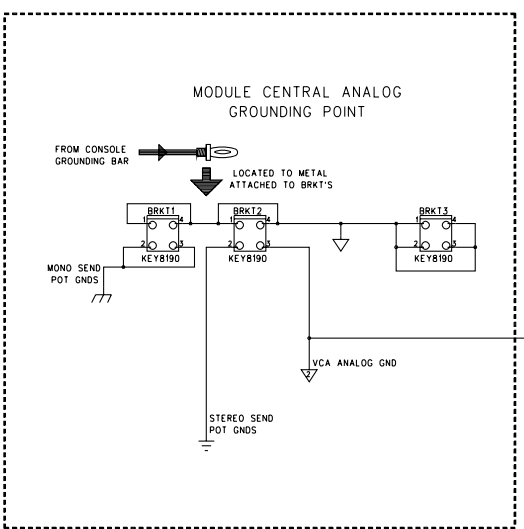 MODULE CENTRAL ANALOG
GROUNDING POINT
FROM CONSOLE
GROUNDING BAR
LOCATED TO METAL
ATTACHED TO BRKT'S
BRKT1
1 4
2 3
KEY8190
BRKT2
1 4
2 3
KEY8190
BRKT3
1 4
2 3
KEY8190
MONO SEND
POT GNDS
VCA ANALOG GND
2
STEREO SEND
POT GNDS